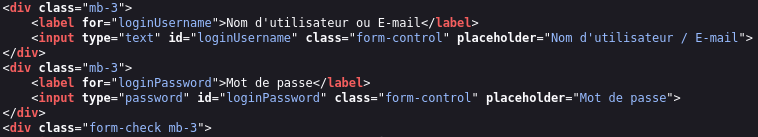 <div class="mb-3">
    <label for="loginUsername">Nom d'utilisateur ou E-mail</label>
    <input type="text" id="loginUsername" class="form-control" placeholder="Nom d'utilisateur / E-mail">
</div>
<div class="mb-3">
    <label for="loginPassword">Mot de passe</label>
    <input type="password" id="loginPassword" class="form-control" placeholder="Mot de passe">
</div>
<div class="form-check mb-3">